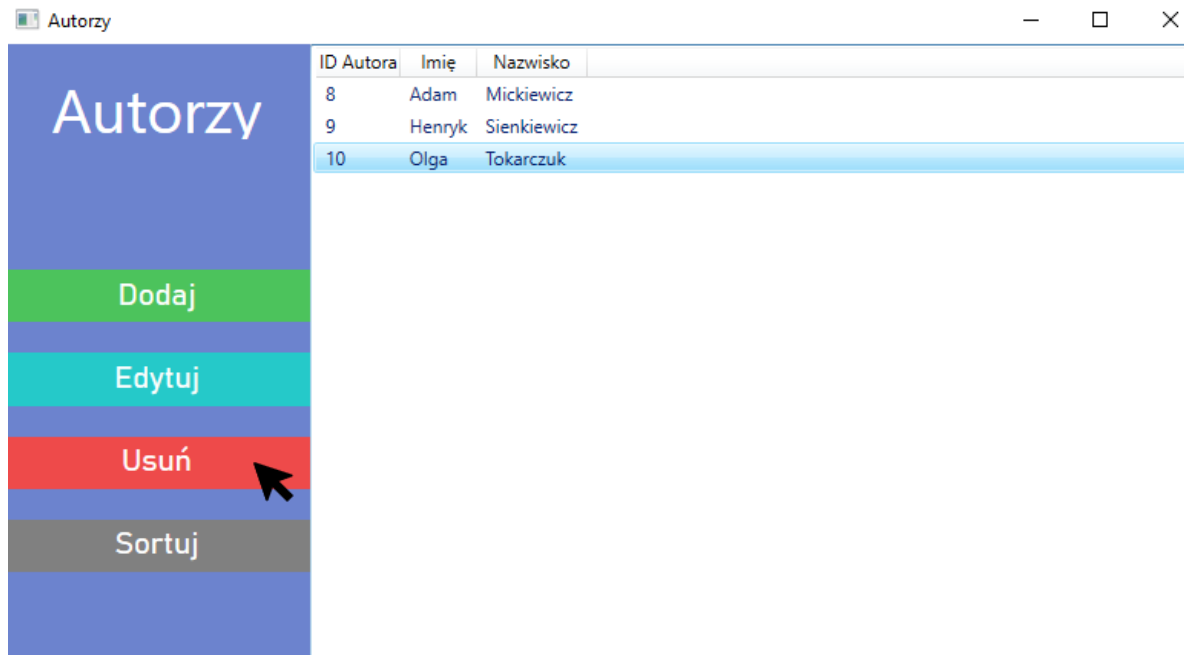 Autorzy
Autorzy
Dodaj
Edytuj
Usuń
Sortuj
ID Autora Imię Nazwisko
8 Adam Mickiewicz
9 Henryk Sienkiewicz
10 Olga Tokarczuk